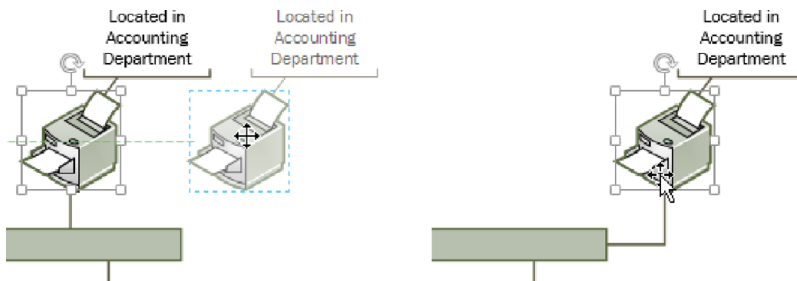 Located in
Accounting
Department
Located in
Accounting
Department
Located in
Accounting
Department